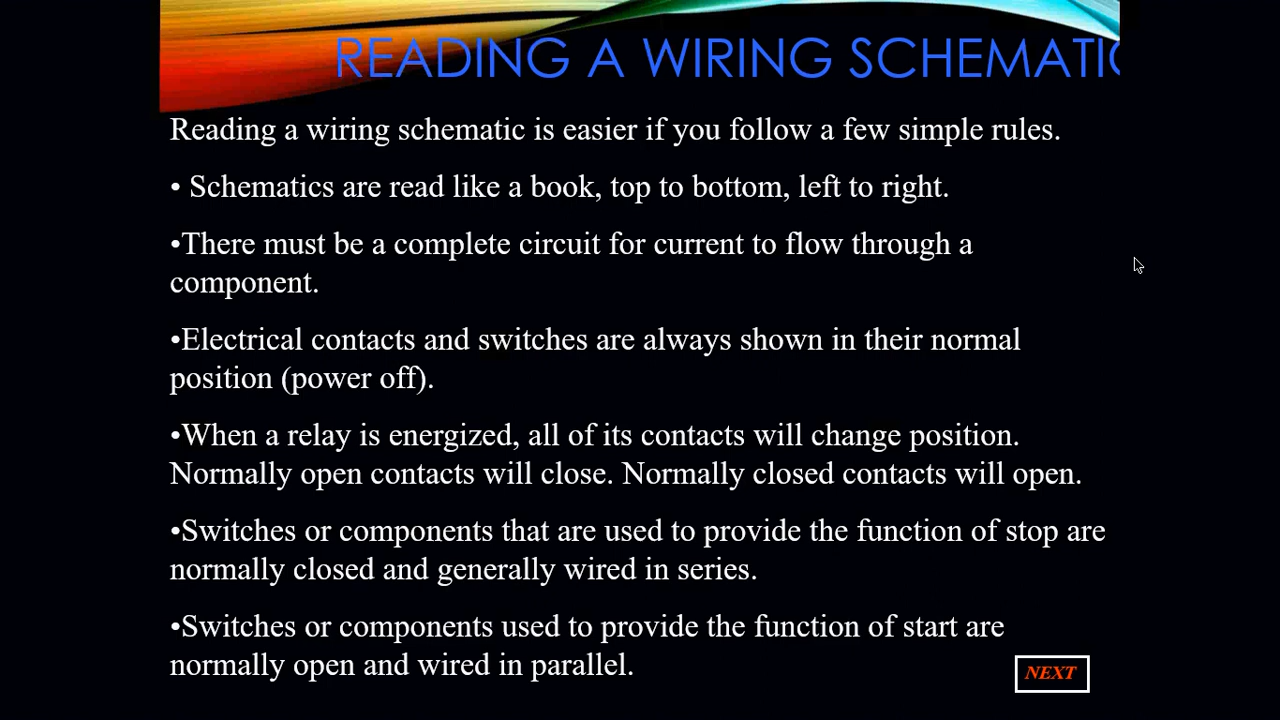 READING A WIRING SCHEMATIC
Reading a wiring schematic is easier if you follow a few simple rules.
• Schematics are read like a book, top to bottom, left to right.
•There must be a complete circuit for current to flow through a
component.
•Electrical contacts and switches are always shown in their normal
position (power off).
•When a relay is energized, all of its contacts will change position.
Normally open contacts will close. Normally closed contacts will open.
•Switches or components that are used to provide the function of stop are
normally closed and generally wired in series.
•Switches or components used to provide the function of start are
normally open and wired in parallel.
NEXT